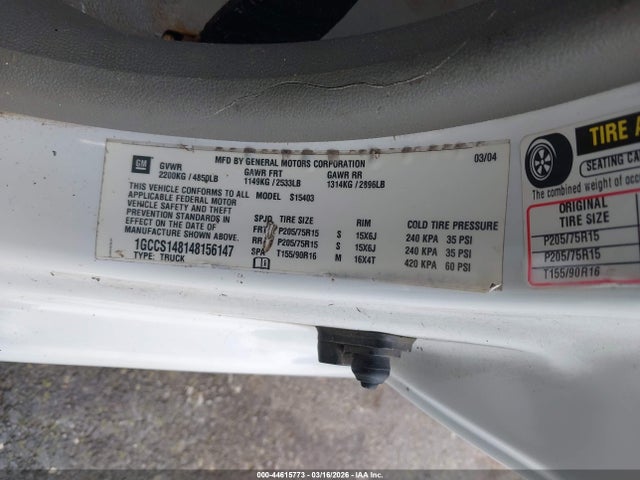 GM
MFD BY GENERAL MOTORS CORPORATION 03/04
GVWR GAWR FRT GAWR RR
2200KG / 4850LB 1149KG / 2533LB 1314KG / 2896LB
THIS VEHICLE CONFORMS TO ALL MODEL S15403
APPLICABLE FEDERAL MOTOR
VEHICLE SAFETY AND THEFT
PREVENTION STANDARDS IN
EFFECT ON THE DATE OF
MANUFACTURE SHOWN ABOVE.
1GCCS148148156147
TYPE: TRUCK
SPJD TIRE SIZE RIM COLD TIRE PRESSURE
FRT P205/75R15 S 15X6J 240 KPA 35 PSI
RR P205/75R15 S 15X6J 240 KPA 35 PSI
SPA T155/90R16 M 16X4T 420 KPA 60 PSI
10
TIRE A
SEATING CA
The combined weight of occ
ORIGINAL
TIRE SIZE
P205/75R15
P205/75R15
T155/90R16
000-44615773 | 03/16/2026 - IAAI.COM